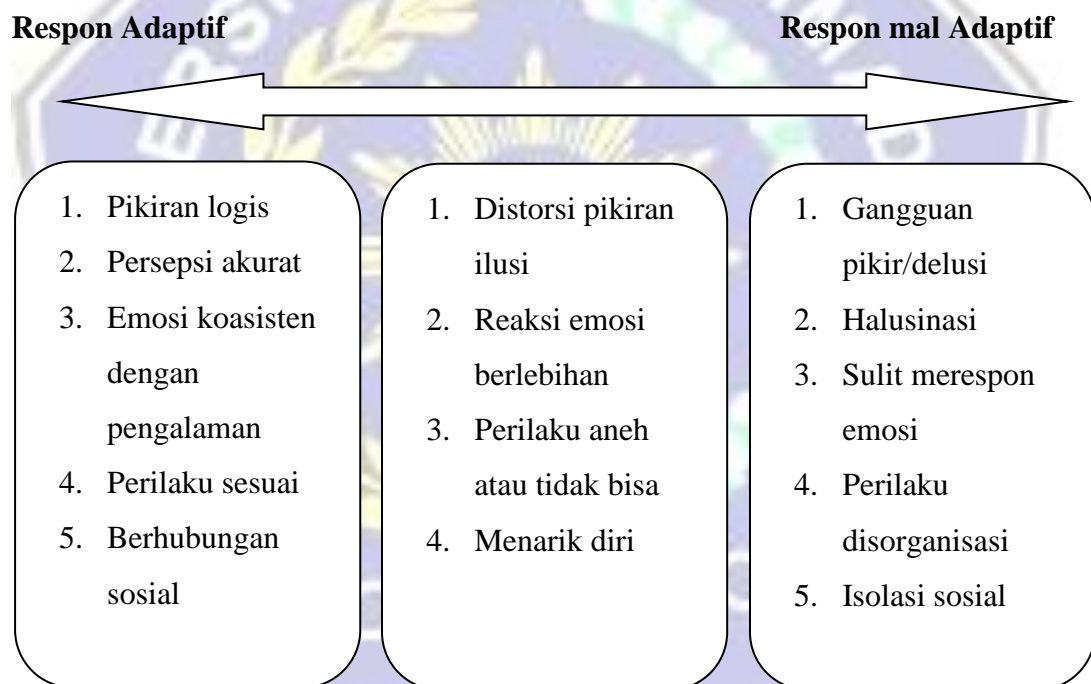 Respon Adaptif
Respon mal Adaptif
1. Pikiran logis
2. Persepsi akurat
3. Emosi koasisten
dengan
pengalaman
4. Perilaku sesuai
5. Berhubungan
sosial
1. Distorsi pikiran
ilusi
2. Reaksi emosi
berlebihan
3. Perilaku aneh
atau tidak bisa
4. Menarik diri
1. Gangguan
pikir/delusi
2. Halusinasi
3. Sulit merespon
emosi
4. Perilaku
disorganisasi
5. Isolasi sosial